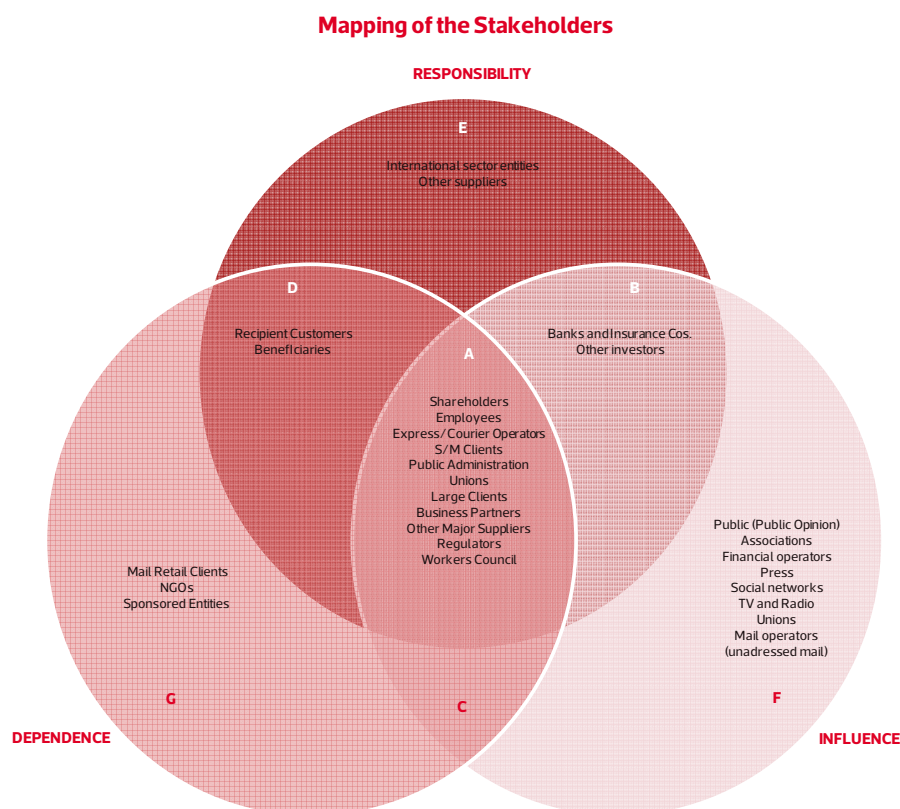 Mapping of the Stakeholders
RESPONSIBILITY
E
International sector entities
Other suppliers
D
Recipient Customers
Beneficiaries
B
Banks and Insurance Cos.
Other investors
A
Shareholders
Employees
Express/Courier Operators
S/M Clients
Public Administration
Unions
Large Clients
Business Partners
Other Major Suppliers
Regulators
Workers Council
Mail Retail Clients
NGOs
Sponsored Entities
Public (Public Opinion)
Associations
Financial operators
Press
Social networks
TV and Radio
Unions
Mail operators
(unadressed mail)
G
C
F
DEPENDENCE
INFLUENCE